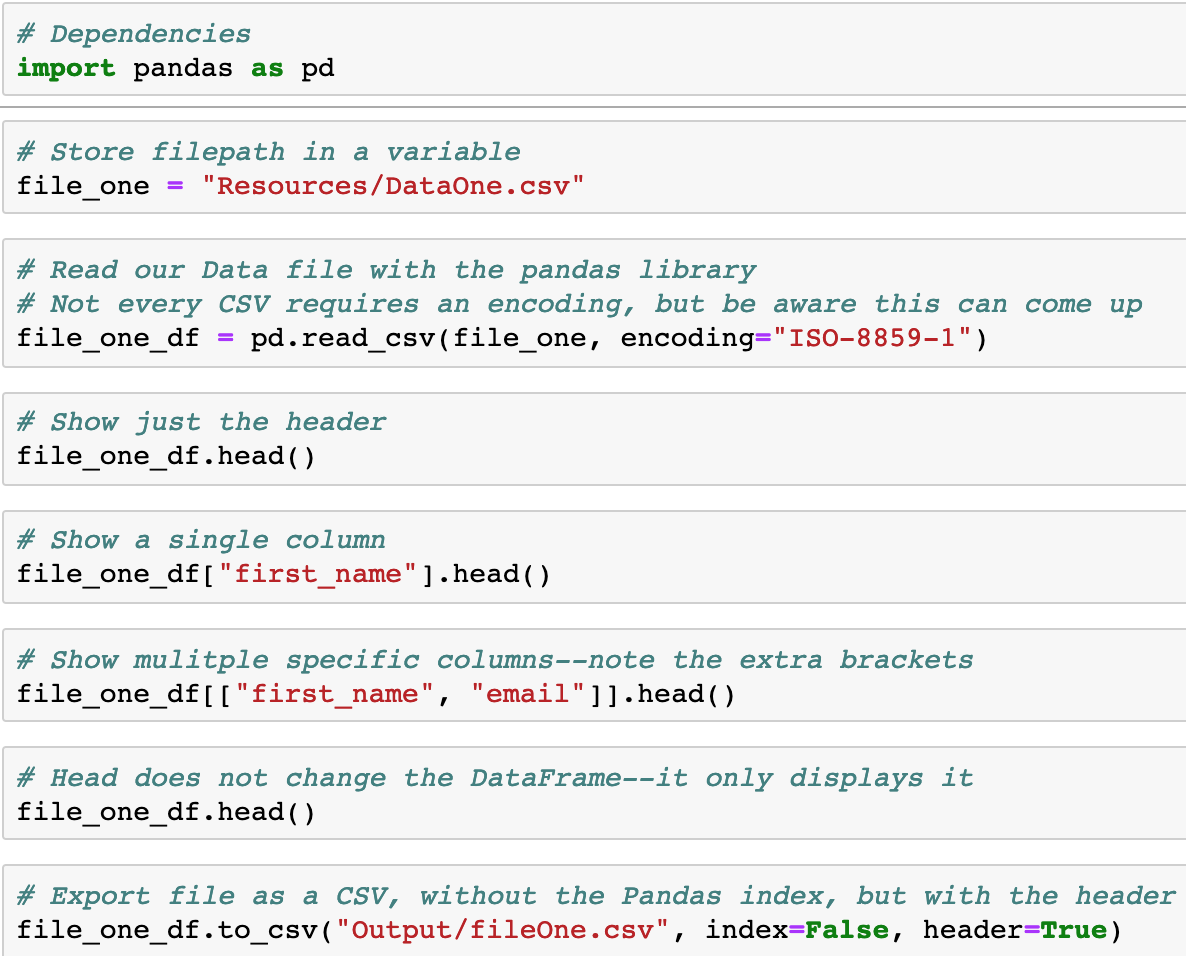 # Dependencies
import pandas as pd
# Store filepath in a variable
file_one = "Resources/DataOne.csv"
# Read our Data file with the pandas library
# Not every CSV requires an encoding, but be aware this can come up
file_one_df = pd.read_csv(file_one, encoding="ISO-8859-1")
# Show just the header
file_one_df.head()
# Show a single column
file_one_df["first_name"].head()
# Show mulitple specific columns--note the extra brackets
file_one_df[["first_name", "email"]].head()
# Head does not change the DataFrame--it only displays it
file_one_df.head()
# Export file as a CSV, without the Pandas index, but with the header
file_one_df.to_csv("Output/fileOne.csv", index=False, header=True)